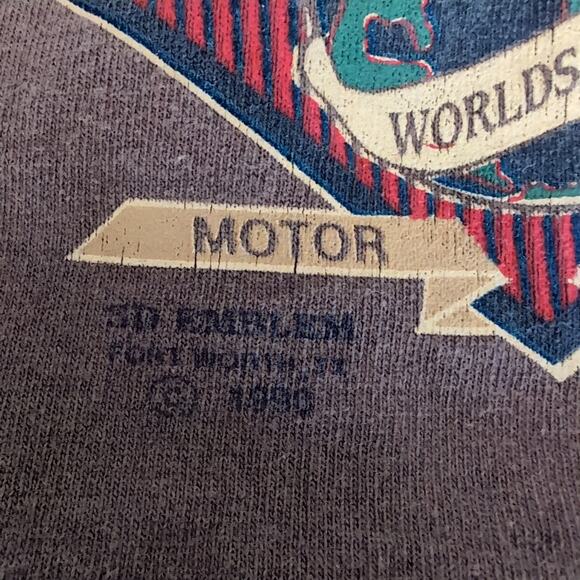 WORLDS
MOTOR
3D EMBLEM
FORT WORTH, TX
© 1990